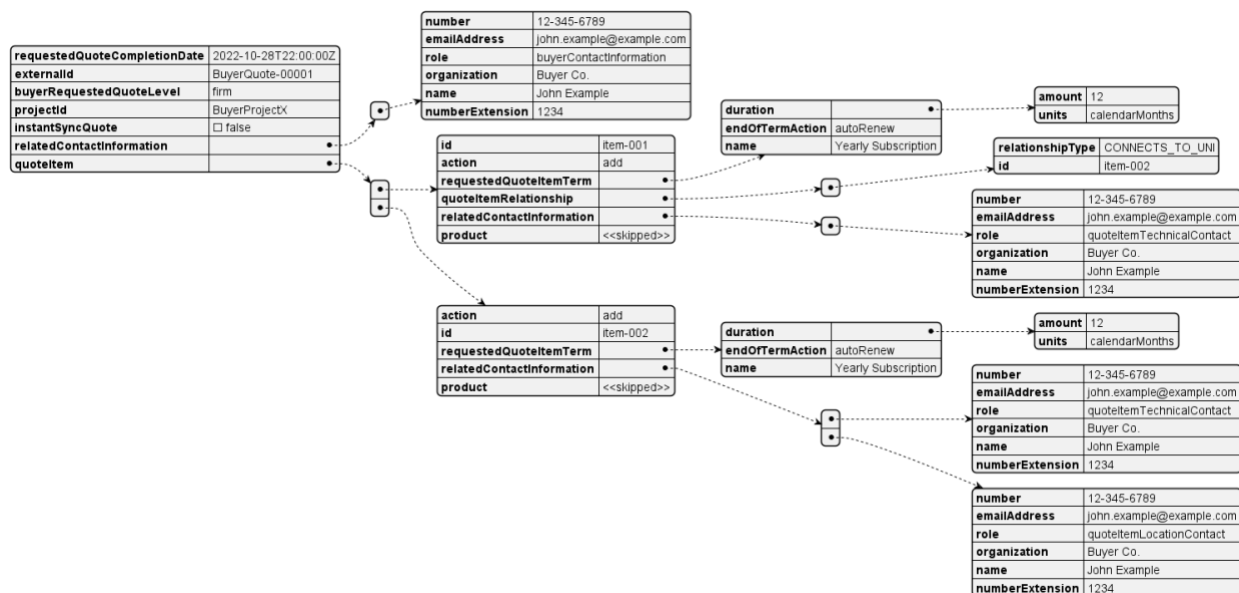 requestedQuoteCompletionDate 2022-10-28T22:00:00Z
externalId BuyerQuote-00001
buyerRequestedQuoteLevel firm
projectId BuyerProjectX
instantSyncQuote ☐ false
relatedContactInformation
quoteItem
number 12-345-6789
emailAddress john.example@example.com
role buyerContactInformation
organization Buyer Co.
name John Example
numberExtension 1234
id item-001
action add
requestedQuoteItemTerm
quoteItemRelationship
relatedContactInformation
product <<skipped>>
duration
endOfTermAction autoRenew
name Yearly Subscription
amount 12
units calendarMonths
relationshipType CONNECTS_TO_UNI
id item-002
number 12-345-6789
emailAddress john.example@example.com
role quoteItemTechnicalContact
organization Buyer Co.
name John Example
numberExtension 1234
action add
id item-002
requestedQuoteItemTerm
relatedContactInformation
product <<skipped>>
duration
endOfTermAction autoRenew
name Yearly Subscription
amount 12
units calendarMonths
number 12-345-6789
emailAddress john.example@example.com
role quoteItemTechnicalContact
organization Buyer Co.
name John Example
numberExtension 1234
number 12-345-6789
emailAddress john.example@example.com
role quoteItemLocationContact
organization Buyer Co.
name John Example
numberExtension 1234